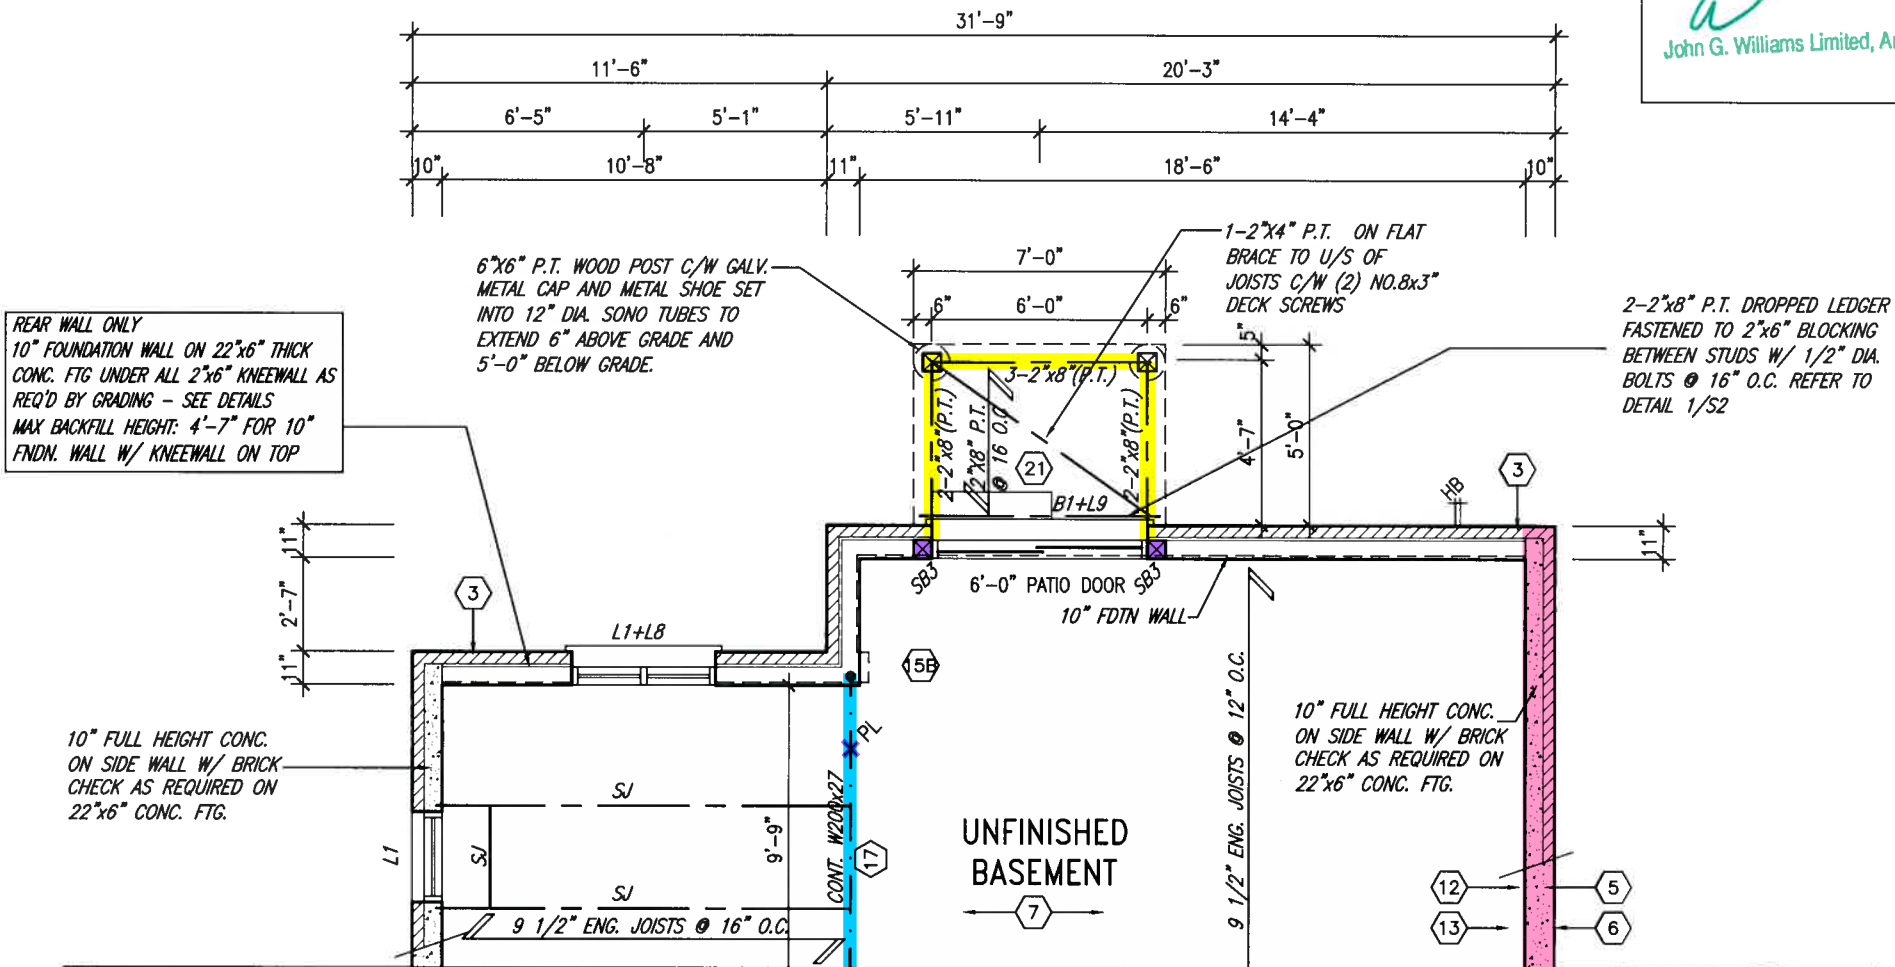 31'-9"
John G. Williams Limited,
11'-6" 20'-3"
6'-5" 5'-1" 5'-11" 14'-4"
10" 10'-8" 11" 18'-6" 10"
6"X6" P.T. WOOD POST C/W GALV.
METAL CAP AND METAL SHOE SET
INTO 12" DIA. SONO TUBES TO
EXTEND 6" ABOVE GRADE AND
5'-0" BELOW GRADE.
7'-0"
6" 6'-0" 6"
1-2"X4" P.T. ON FLAT
BRACE TO U/S OF
JOISTS C/W (2) NO.8x3"
DECK SCREWS
2-2"x8" P.T. DROPPED LEDGER
FASTENED TO 2"x6" BLOCKING
BETWEEN STUDS W/ 1/2" DIA.
BOLTS @ 16" O.C. REFER TO
DETAIL 1/S2
REAR WALL ONLY
10" FOUNDATION WALL ON 22"x6" THICK
CONC. FTG UNDER ALL 2"x6" KNEEWALL AS
REQ'D BY GRADING - SEE DETAILS
MAX BACKFILL HEIGHT: 4'-7" FOR 10"
FNDN. WALL W/ KNEEWALL ON TOP
5"
4'-7"
5'-0"
3-2"x8"(P.T.)
2-2"x8"(P.T.)
2"X8" P.T.
@ 16 O.C
2-2"x8"(P.T.)
21
B1+L9
HB
3
11"
2'-7"
11"
11"
3
SB3
6'-0" PATIO DOOR
SB3
10" FDTN WALL
L1+L8
15B
PL
10" FULL HEIGHT CONC.
ON SIDE WALL W/ BRICK
CHECK AS REQUIRED ON
22"x6" CONC. FTG.
10" FULL HEIGHT CONC.
ON SIDE WALL W/ BRICK
CHECK AS REQUIRED ON
22"x6" CONC. FTG.
SJ
L1
SJ
SJ
9'-9"
CONT. W200x27
17
UNFINISHED
BASEMENT
7
9 1/2" ENG. JOISTS @ 12" O.C.
9 1/2" ENG. JOISTS @ 16" O.C.
12 5
13 6